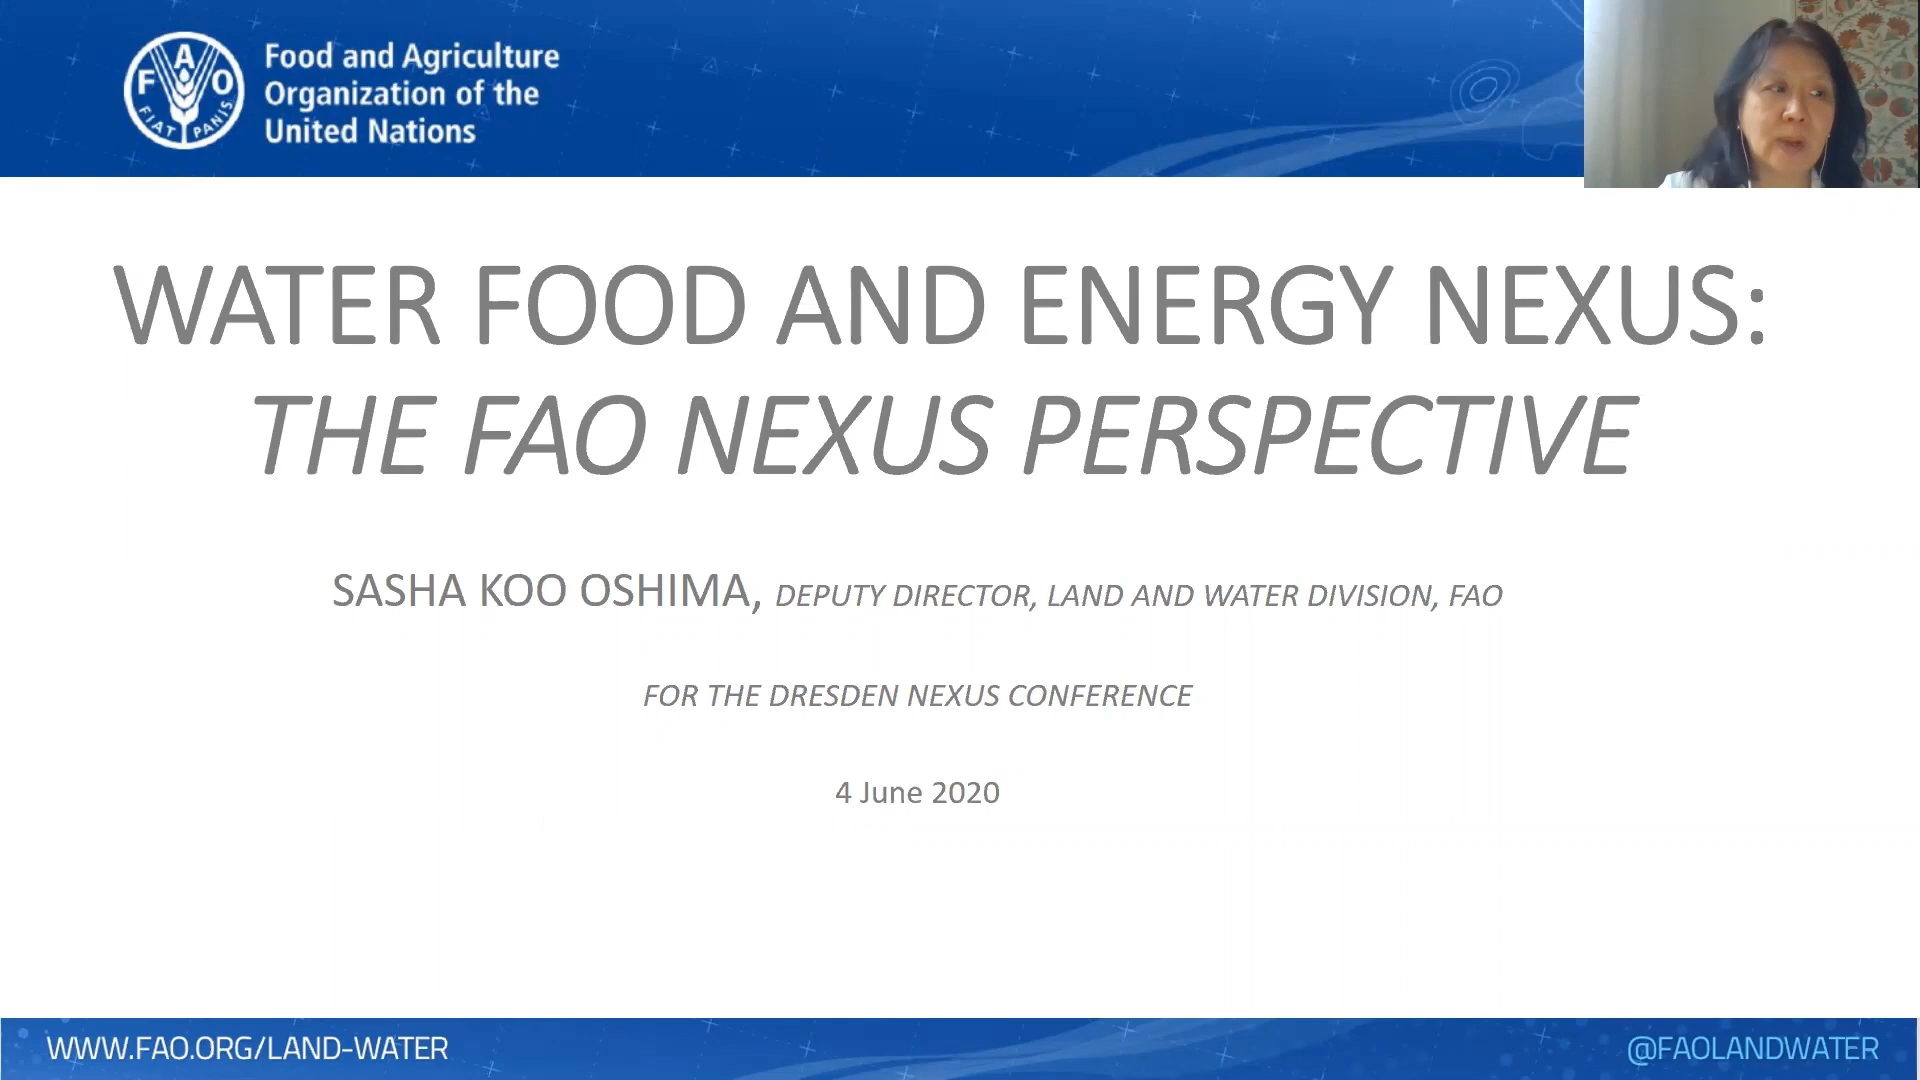 F A O
FIAT PANIS
Food and Agriculture
Organization of the
United Nations
WATER FOOD AND ENERGY NEXUS:
THE FAO NEXUS PERSPECTIVE
SASHA KOO OSHIMA, DEPUTY DIRECTOR, LAND AND WATER DIVISION, FAO
FOR THE DRESDEN NEXUS CONFERENCE
4 June 2020
WWW.FAO.ORG/LAND-WATER
@FAOLANDWATER